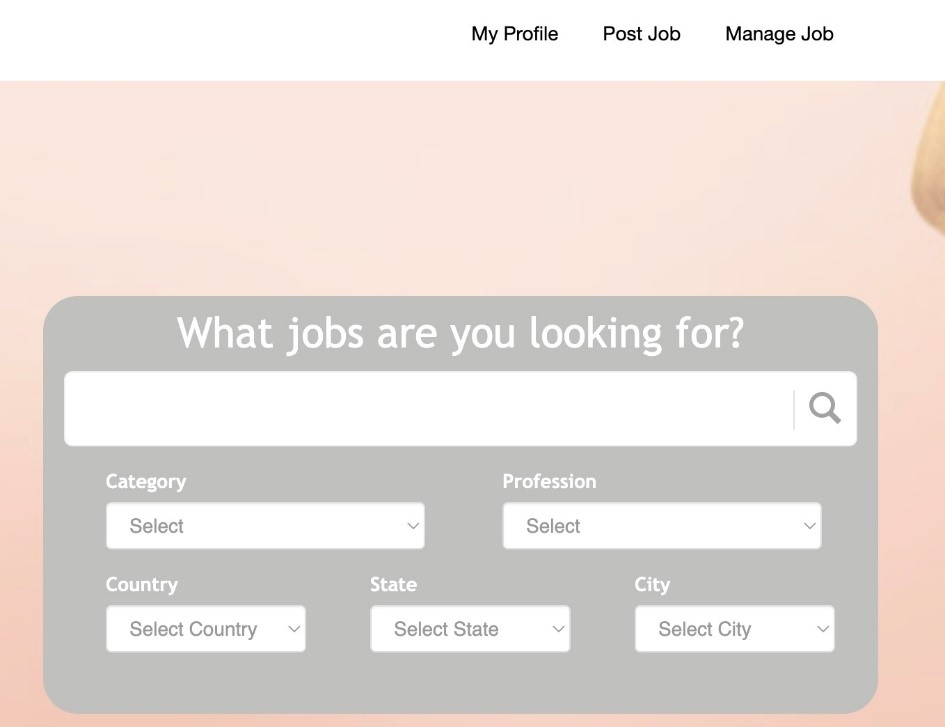 My Profile Post Job Manage Job
What jobs are you looking for?
Category Profession
Select Select
Country State City
Select Country Select State Select City